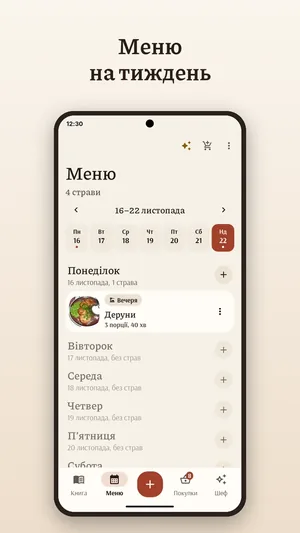 Меню
на тиждень
12:30
Меню
4 страви
16–22 листопада
Пн Вт Ср Чт Пт Сб Нд
16 17 18 19 20 21 22
Понеділок
16 листопада, 1 страва
Вечеря
Деруни
3 порції, 40 хв
Вівторок
17 листопада, без страв
Середа
18 листопада, без страв
Четвер
19 листопада, без страв
П'ятниця
20 листопада, без страв
Субота
Книга Меню Покупки Шеф